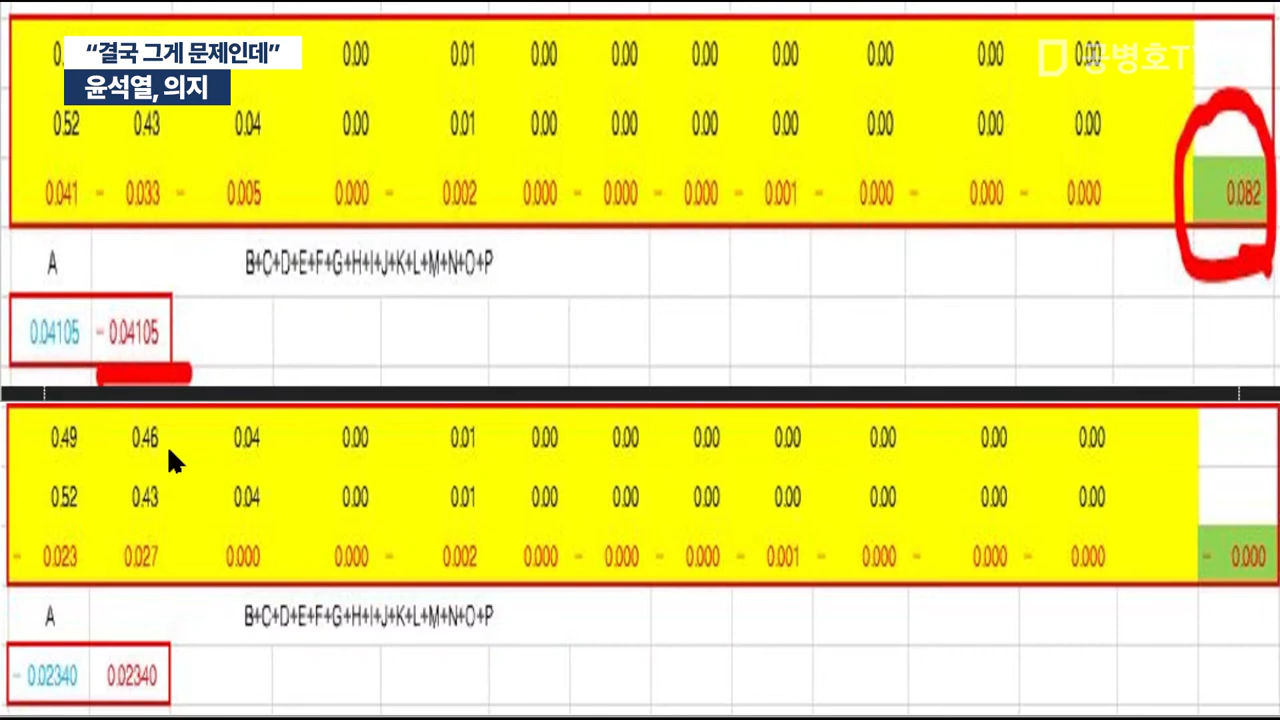 “결국 그게 문제인데”
윤석열, 의지
공병호T
0. 0.00 0.01 0.00 0.00 0.00 0.00 0.00 0.00 0.00
0.52 0.43 0.04 0.00 0.01 0.00 0.00 0.00 0.00 0.00 0.00 0.00
0.041 - 0.033 - 0.005 0.000 - 0.002 0.000 - 0.000 - 0.000 - 0.001 - 0.000 - 0.000 - 0.000 0.082
A B+C+D+E+F+G+H+I+J+K+L+M+N+O+P
0.04105 - 0.04105
0.49 0.46 0.04 0.00 0.01 0.00 0.00 0.00 0.00 0.00 0.00 0.00
0.52 0.43 0.04 0.00 0.01 0.00 0.00 0.00 0.00 0.00 0.00 0.00
- 0.023 0.027 0.000 0.000 - 0.002 0.000 - 0.000 - 0.000 - 0.001 - 0.000 - 0.000 - 0.000 - 0.000
A B+C+D+E+F+G+H+I+J+K+L+M+N+O+P
- 0.02340 0.02340